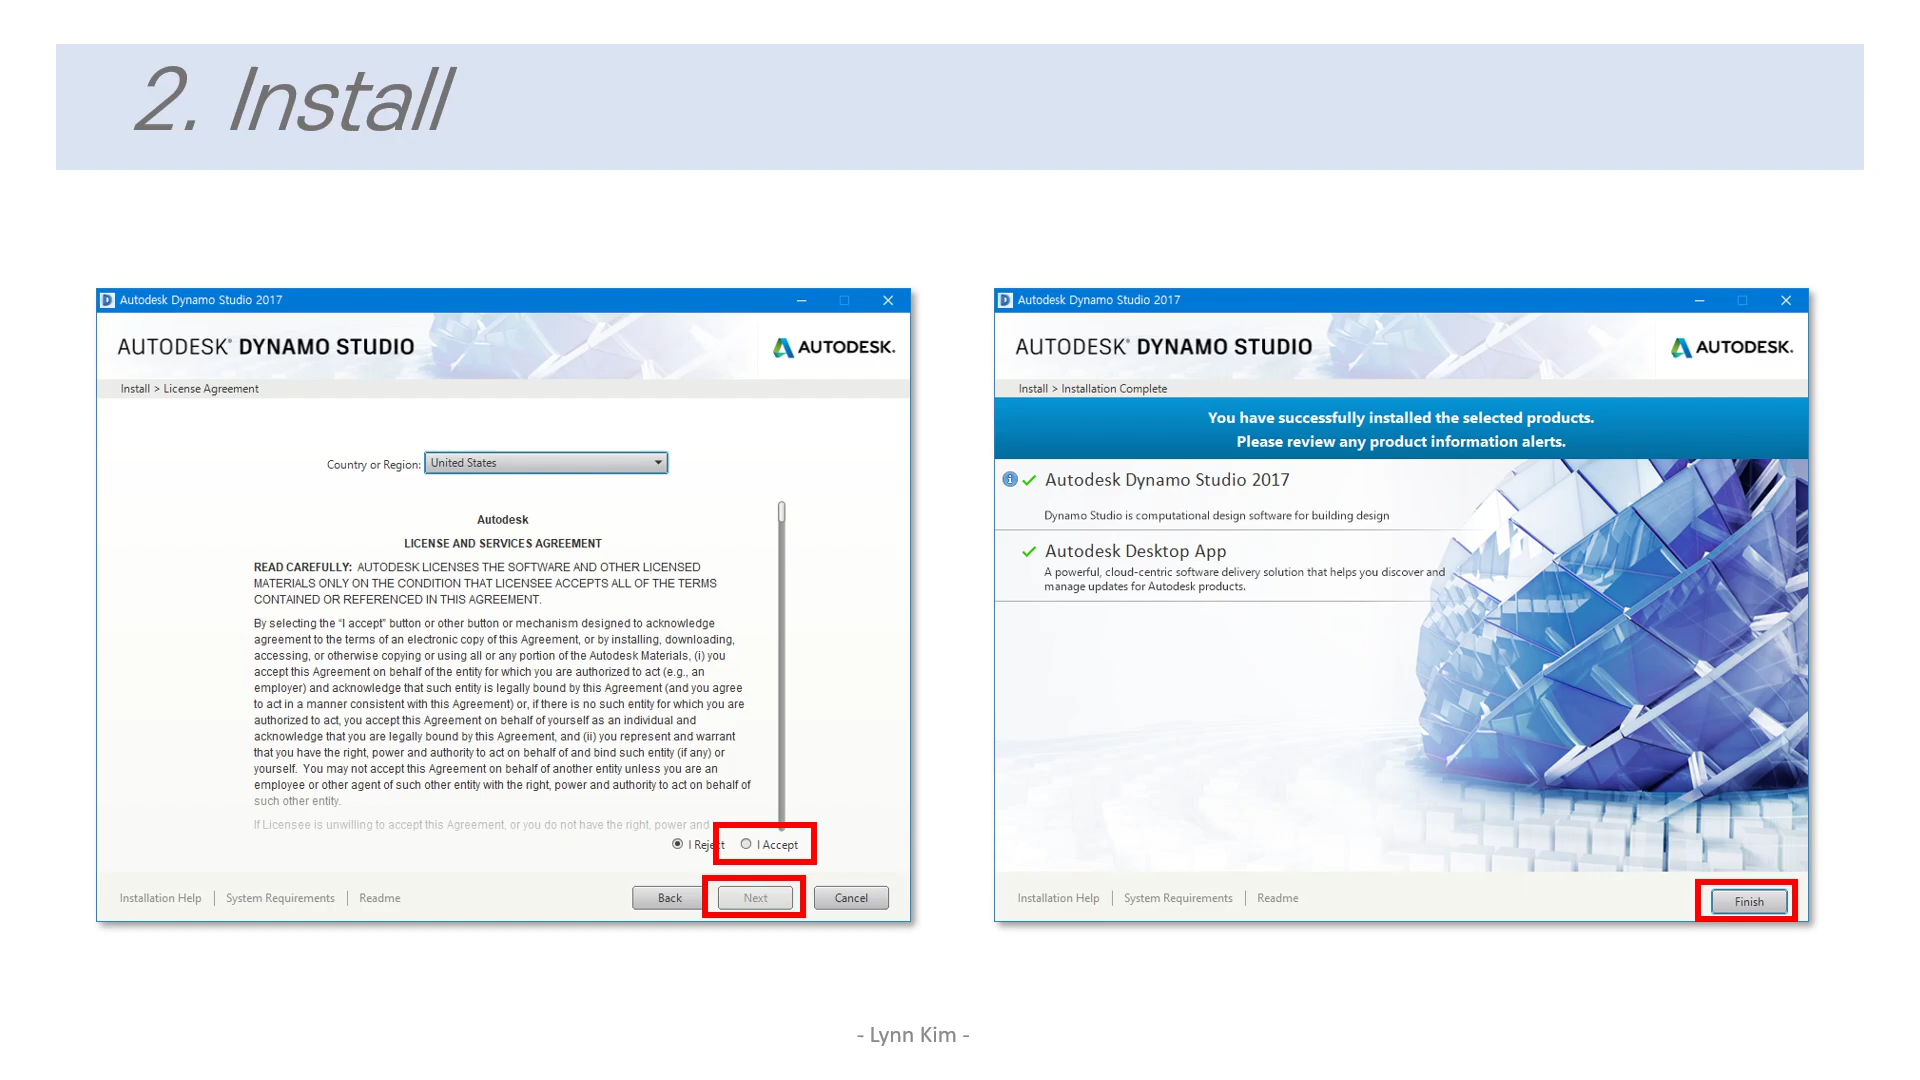 2. Install
Autodesk Dynamo Studio 2017
AUTODESK® DYNAMO STUDIO
AUTODESK.
Install > License Agreement
Country or Region: United States
Autodesk
LICENSE AND SERVICES AGREEMENT
READ CAREFULLY: AUTODESK LICENSES THE SOFTWARE AND OTHER LICENSED
MATERIALS ONLY ON THE CONDITION THAT LICENSEE ACCEPTS ALL OF THE TERMS
CONTAINED OR REFERENCED IN THIS AGREEMENT.
By selecting the “I accept” button or other button or mechanism designed to acknowledge
agreement to the terms of an electronic copy of this Agreement, or by installing, downloading,
accessing, or otherwise copying or using all or any portion of the Autodesk Materials, (i) you
accept this Agreement on behalf of the entity for which you are authorized to act (e.g., an
employer) and acknowledge that such entity is legally bound by this Agreement (and you agree
to act in a manner consistent with this Agreement) or, if there is no such entity for which you are
authorized to act, you accept this Agreement on behalf of yourself as an individual and
acknowledge that you are legally bound by this Agreement, and (ii) you represent and warrant
that you have the right, power and authority to act on behalf of and bind such entity (if any) or
yourself. You may not accept this Agreement on behalf of another entity unless you are an
employee or other agent of such other entity with the right, power and authority to act on behalf of
such other entity.
If Licensee is unwilling to accept this Agreement, or you do not have the right, power and
I Reject I Accept
Installation Help System Requirements Readme Back Next Cancel
Autodesk Dynamo Studio 2017
AUTODESK® DYNAMO STUDIO
AUTODESK.
Install > Installation Complete
You have successfully installed the selected products.
Please review any product information alerts.
Autodesk Dynamo Studio 2017
Dynamo Studio is computational design software for building design
Autodesk Desktop App
A powerful, cloud-centric software delivery solution that helps you discover and
manage updates for Autodesk products.
Installation Help System Requirements Readme Finish
- Lynn Kim -